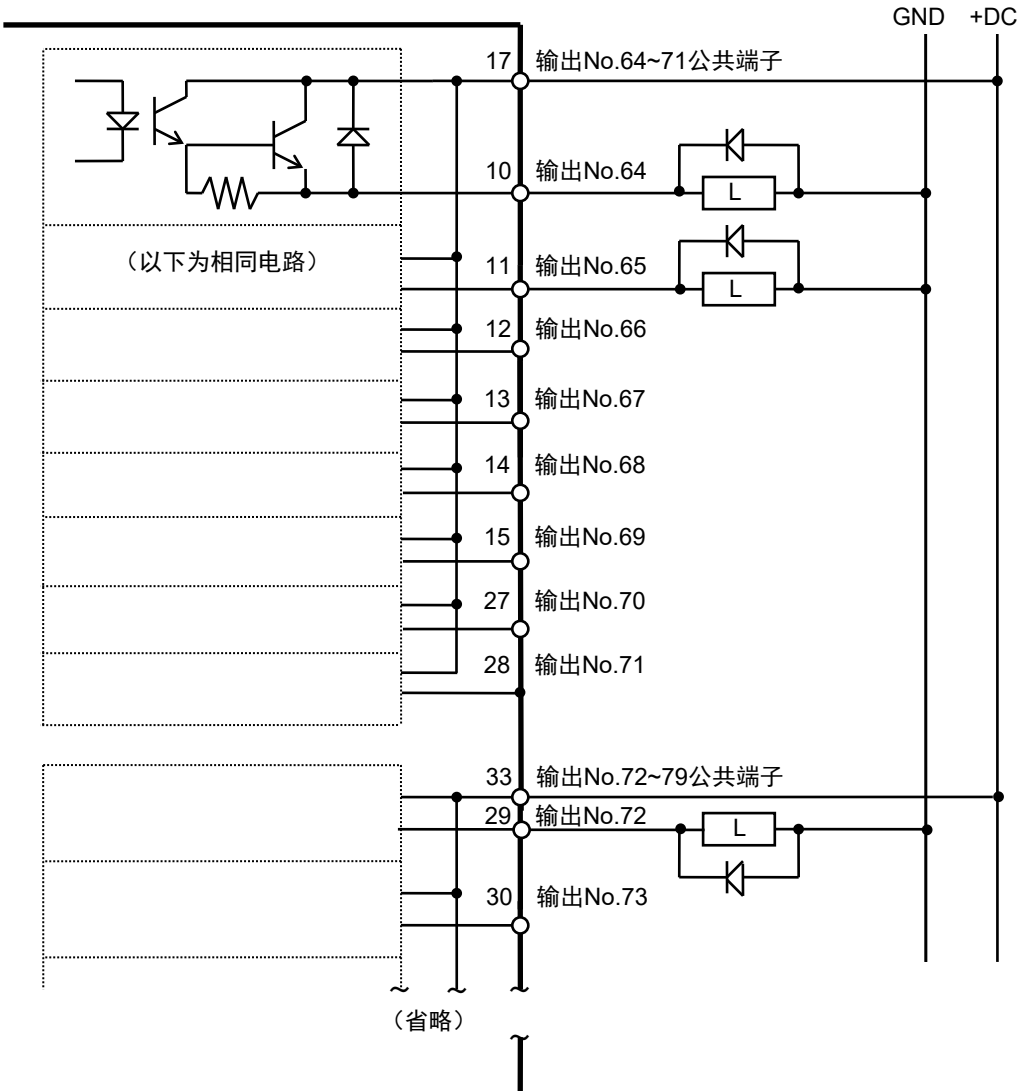 GND +DC
17 输出No.64~71公共端子
10 输出No.64
L
（以下为相同电路）
11 输出No.65
L
12 输出No.66
13 输出No.67
14 输出No.68
15 输出No.69
27 输出No.70
28 输出No.71
33 输出No.72~79公共端子
29 输出No.72
L
30 输出No.73
（省略）